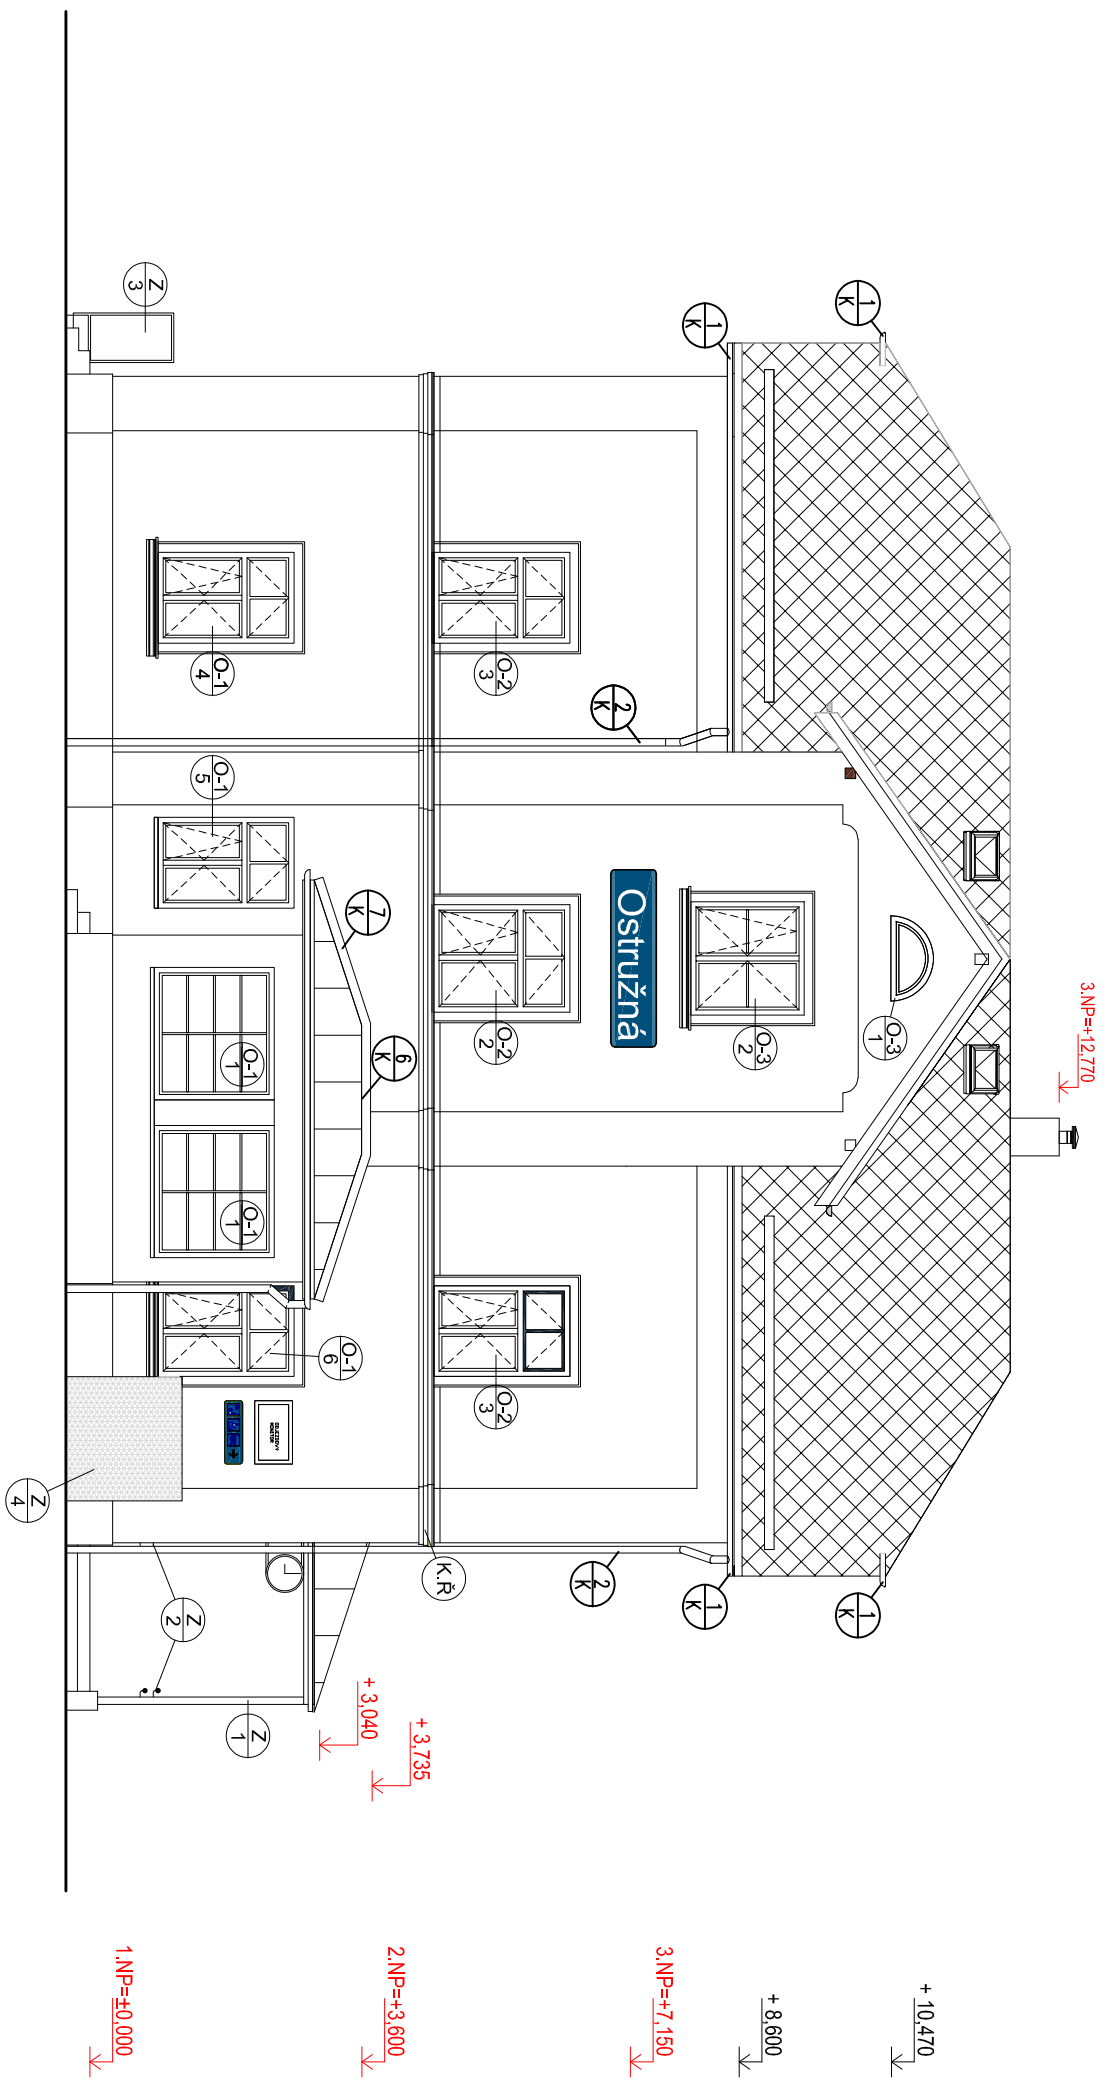 3.NP=+12,770
+ 10,470
O-3
1
1
K
1
K
+ 8,600
O-3
2
1
K
1
K
3.NP=+7,150
Ostružná
2
K
2
K
O-2
3
O-2
2
O-2
3
K.Ř
+ 3,735
2.NP=+3,600
6
K
7
K
+ 3,040
O-1
6
ODJEZDOVÝ
MONITOR
O-1
1
O-1
1
O-1
4
O-1
5
Z
1
Z
2
Z
3
1.NP=±0,000
Z
4